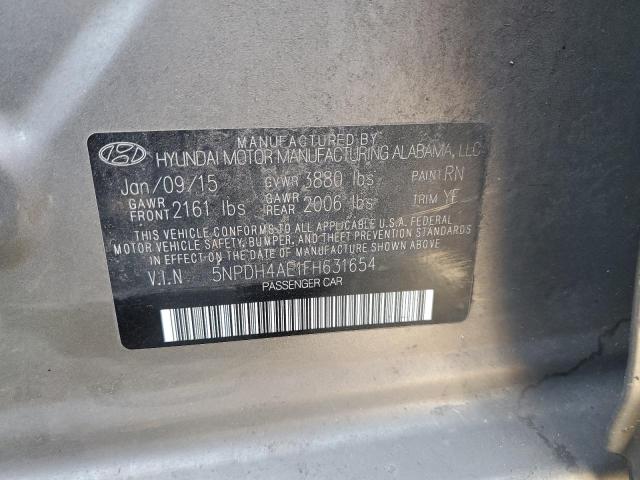 MANUFACTURED BY
HYUNDAI MOTOR MANUFACTURING ALABAMA, LLC
Jan/09/15 GVWR 3880 lbs PAINT RN
GAWR FRONT 2161 lbs GAWR REAR 2006 lbs TRIM YF
THIS VEHICLE CONFORMS TO ALL APPLICABLE U.S.A. FEDERAL
MOTOR VEHICLE SAFETY, BUMPER, AND THEFT PREVENTION STANDARDS
IN EFFECT ON THE DATE OF MANUFACTURE SHOWN ABOVE.
V.I.N 5NPDH4AE1FH631654
PASSENGER CAR